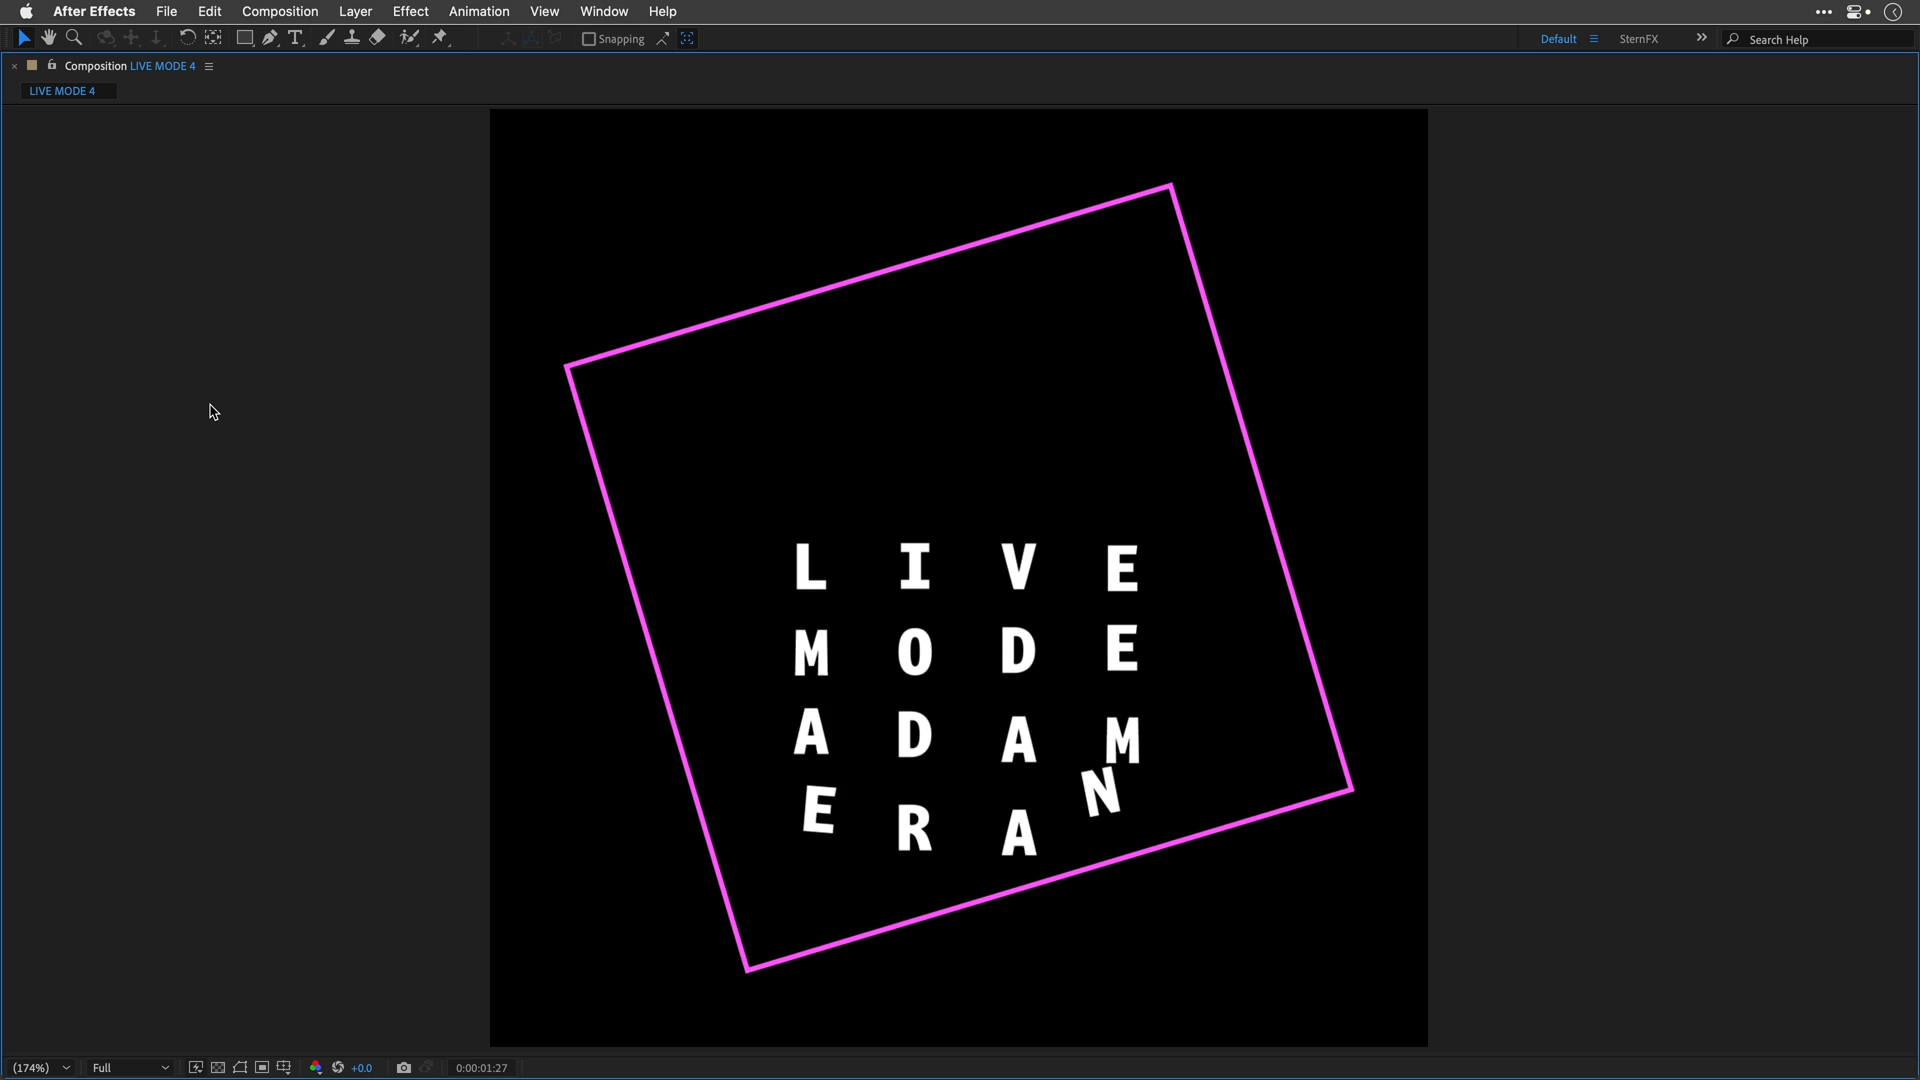 After Effects File Edit Composition Layer Effect Animation View Window Help
Snapping Default SternFX Search Help
Composition LIVE MODE 4
LIVE MODE 4
L I V E
M O D E
A D A M
E R A N
(174%) Full +0.0 0:00:01:27